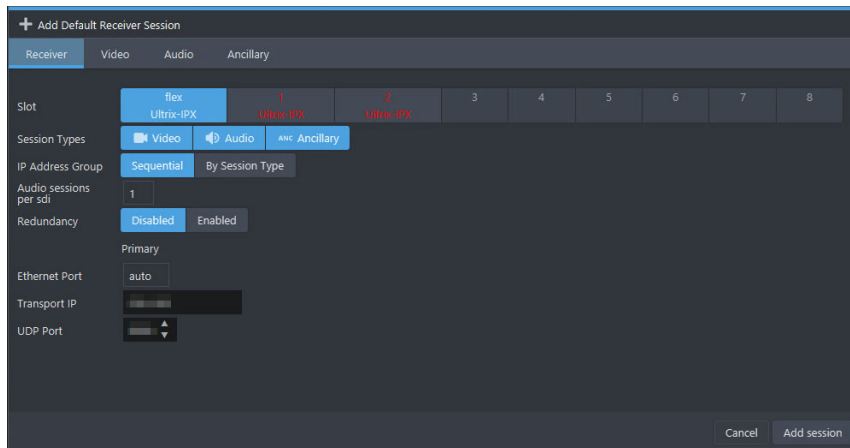 Add Default Receiver Session
Receiver Video Audio Ancillary
Slot
flex 1 2 3 4 5 6 7 8
Ultrix-IPX Ultrix-IPX Ultrix-IPX
Session Types Video Audio ANC Ancillary
IP Address Group Sequential By Session Type
Audio sessions
per sdi
1
Redundancy Disabled Enabled
Primary
Ethernet Port auto
Transport IP
UDP Port
Cancel Add session